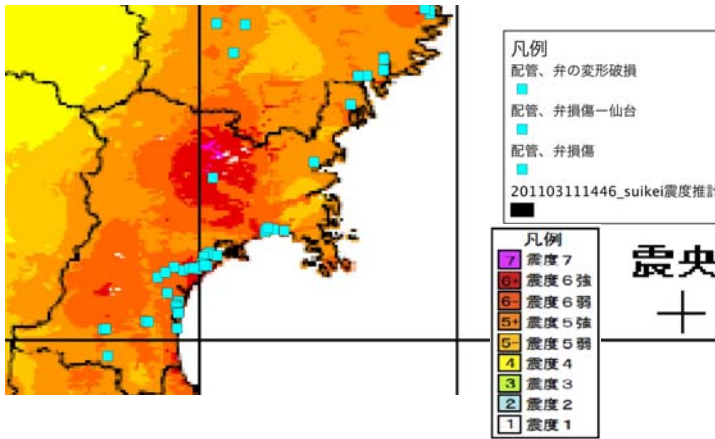 凡例
配管、弁の変形破損
配管、弁損傷ー仙台
配管、弁損傷
201103111446_suikei震度推計
凡例
7 震度7
6+ 震度6強
6- 震度6弱
5+ 震度5強
5- 震度5弱
4 震度4
3 震度3
2 震度2
1 震度1
震央